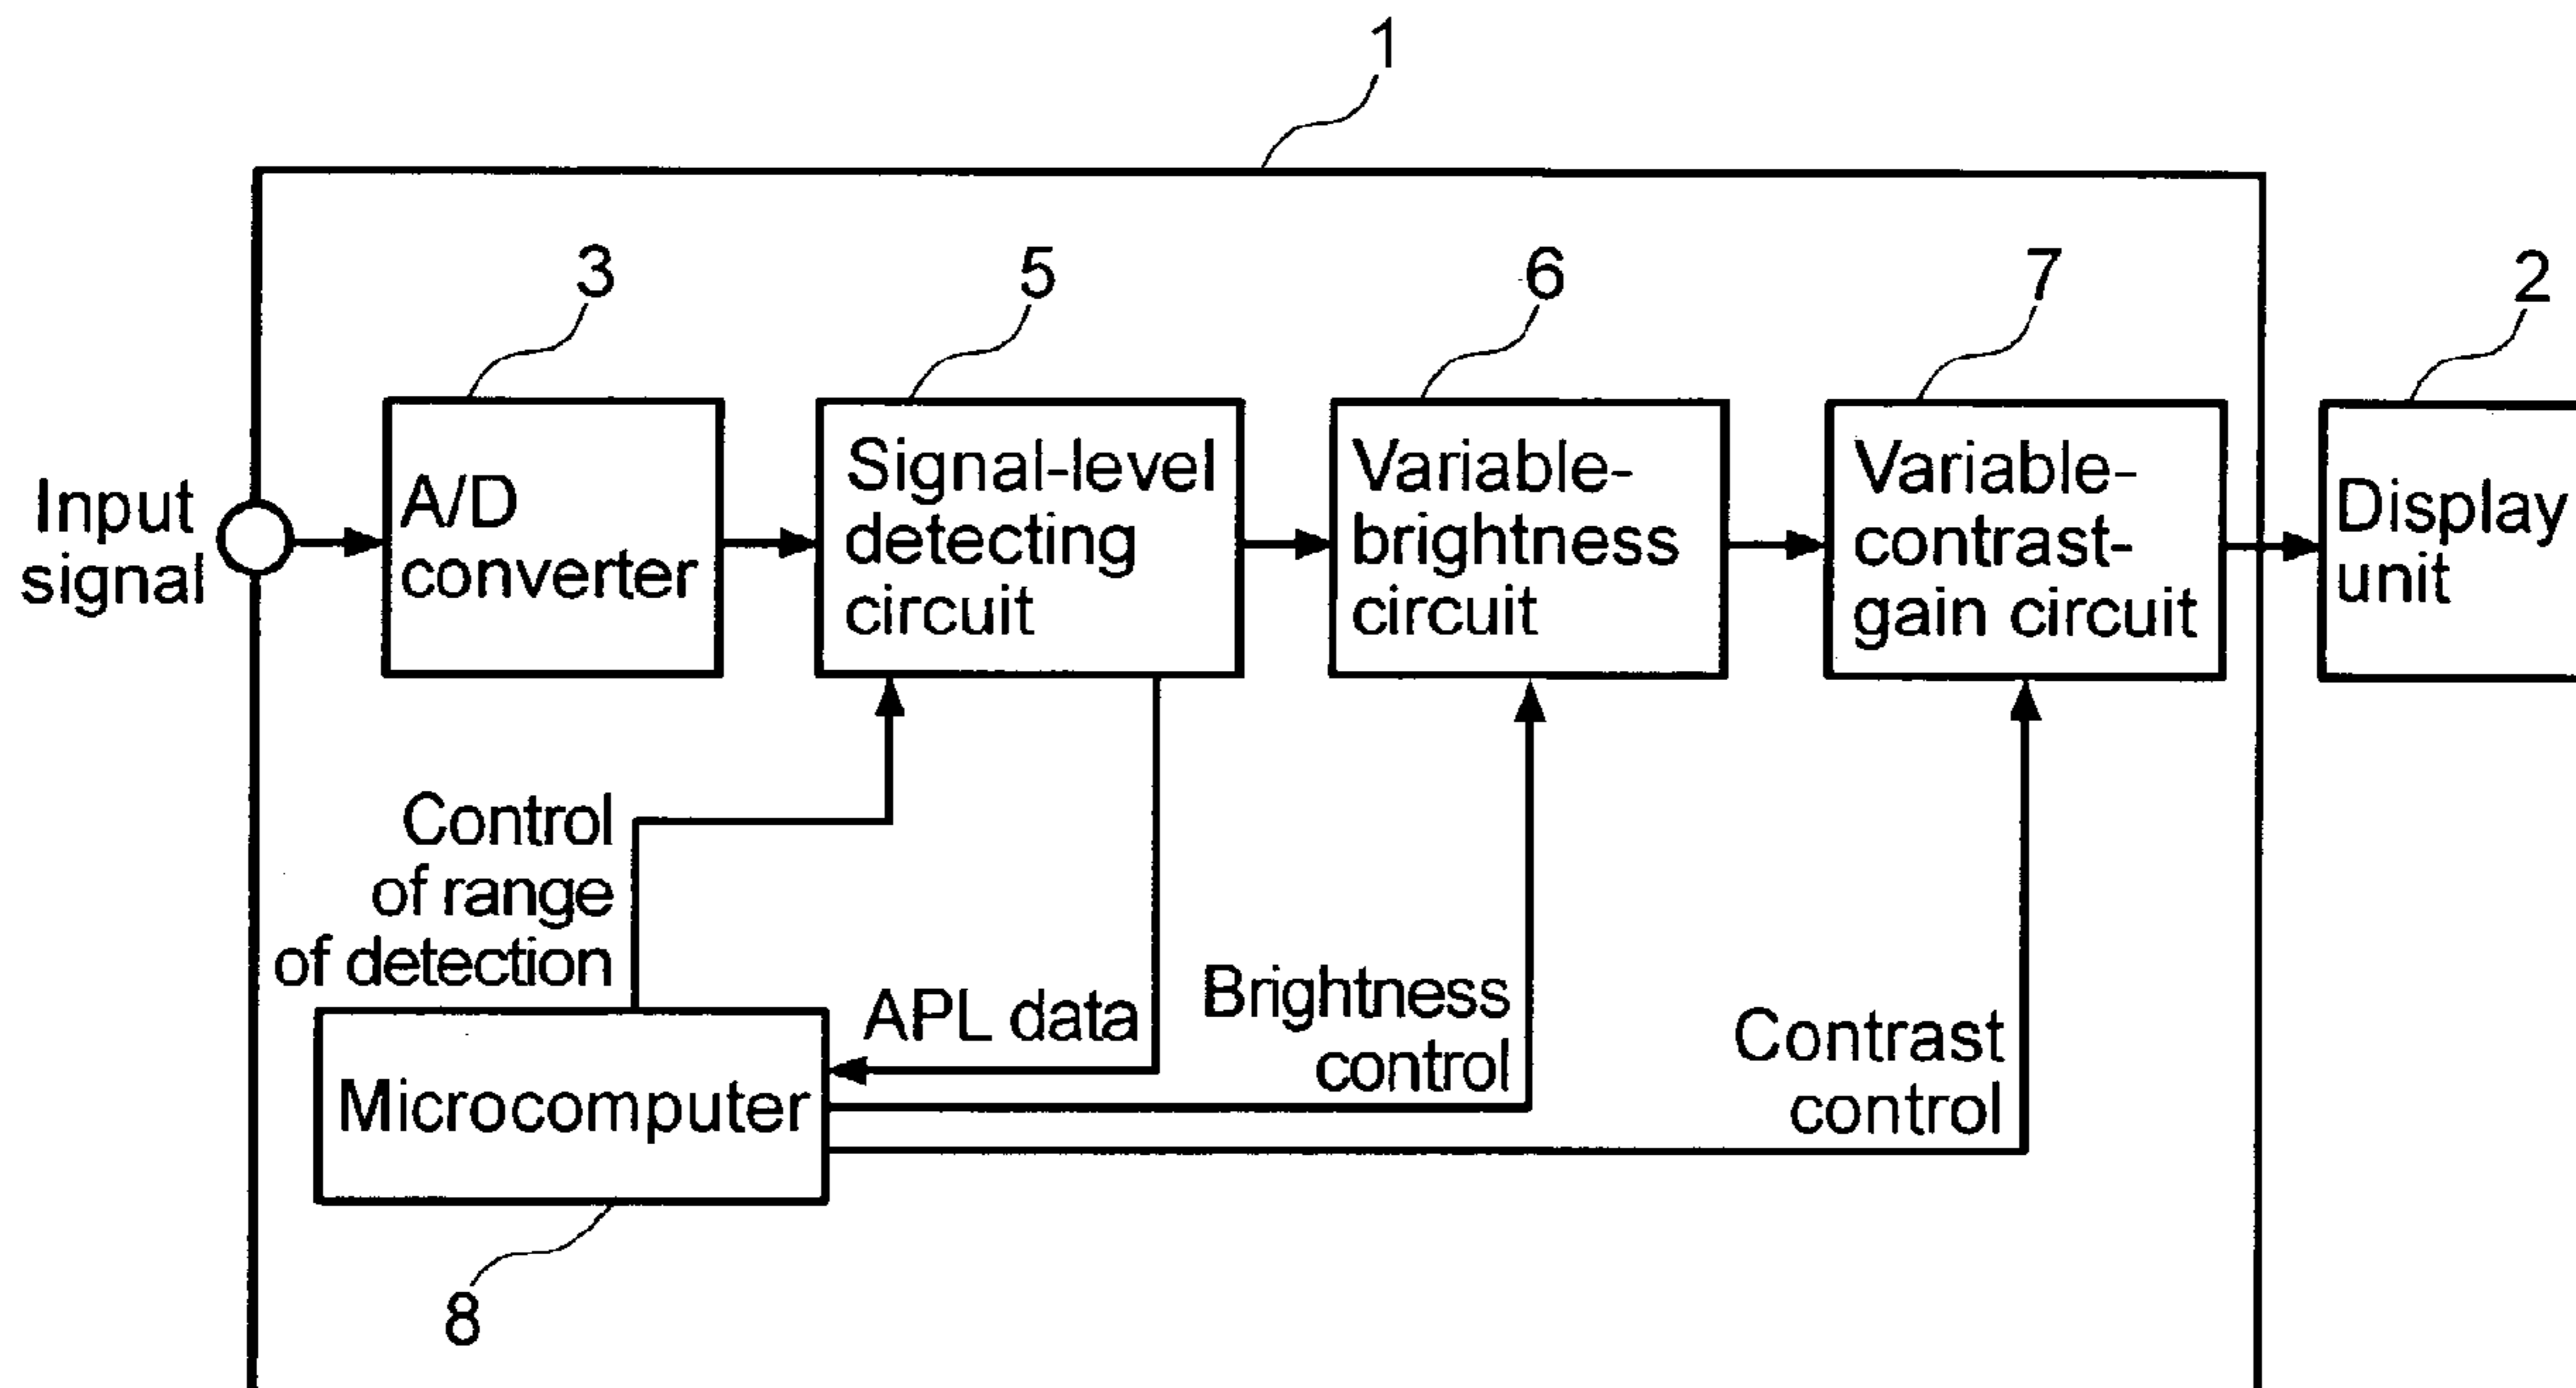 1
3
5
6
7
2
Input
signal
A/D
converter
Signal-level
detecting
circuit
Variable-
brightness
circuit
Variable-
contrast-
gain circuit
Display
unit
Control
of range
of detection
APL data
Brightness
control
Contrast
control
Microcomputer
8